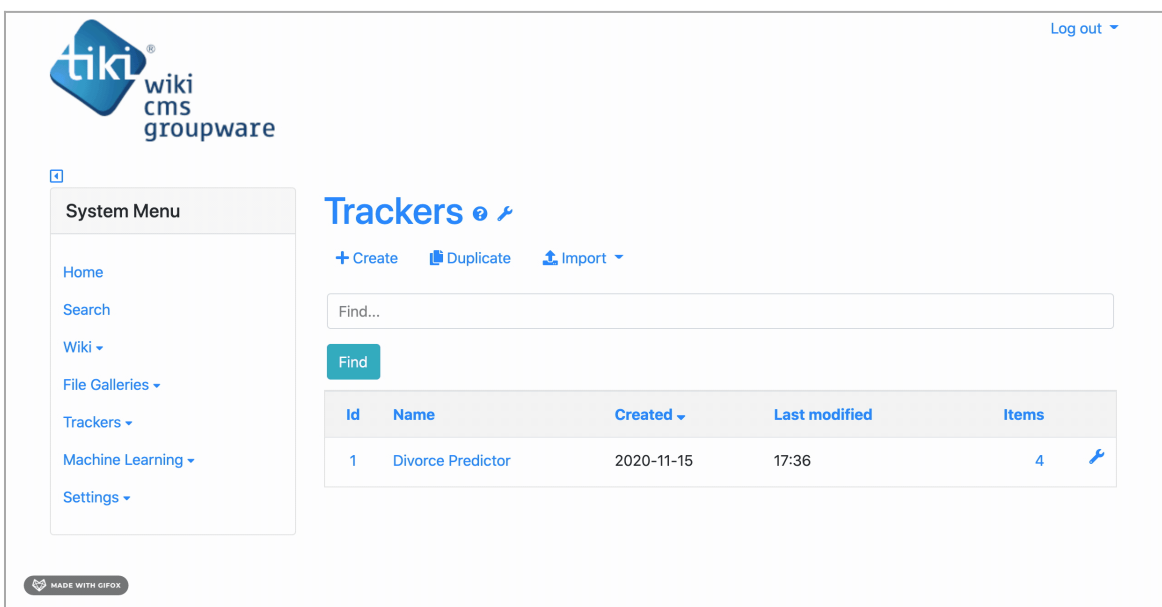 Log out
tiki®
wiki
cms
groupware
System Menu
Home
Search
Wiki
File Galleries
Trackers
Machine Learning
Settings
Trackers
Create Duplicate Import
Find...
Find
Id Name Created Last modified Items
1 Divorce Predictor 2020-11-15 17:36 4
MADE WITH GIFOX